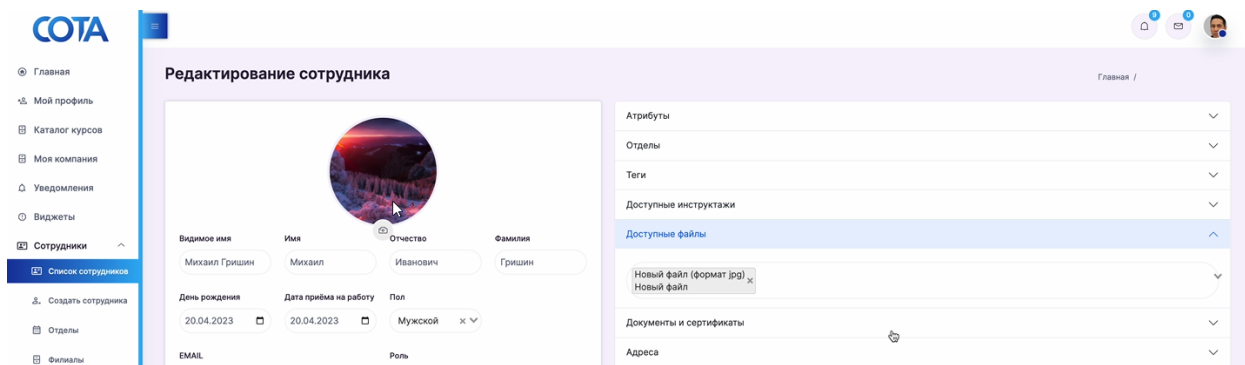 СОТА
9
0
Главная
Мой профиль
Каталог курсов
Моя компания
Уведомления
Виджеты
Сотрудники
Список сотрудников
Создать сотрудника
Отделы
Филиалы
Редактирование сотрудника
Главная /
Видимое имя Имя Отчество Фамилия
Михаил Гришин Михаил Иванович Гришин
День рождения Дата приёма на работу Пол
20.04.2023 20.04.2023 Мужской
EMAIL Роль
Атрибуты
Отделы
Теги
Доступные инструктажи
Доступные файлы
Новый файл (формат jpg)
Новый файл
Документы и сертификаты
Адреса